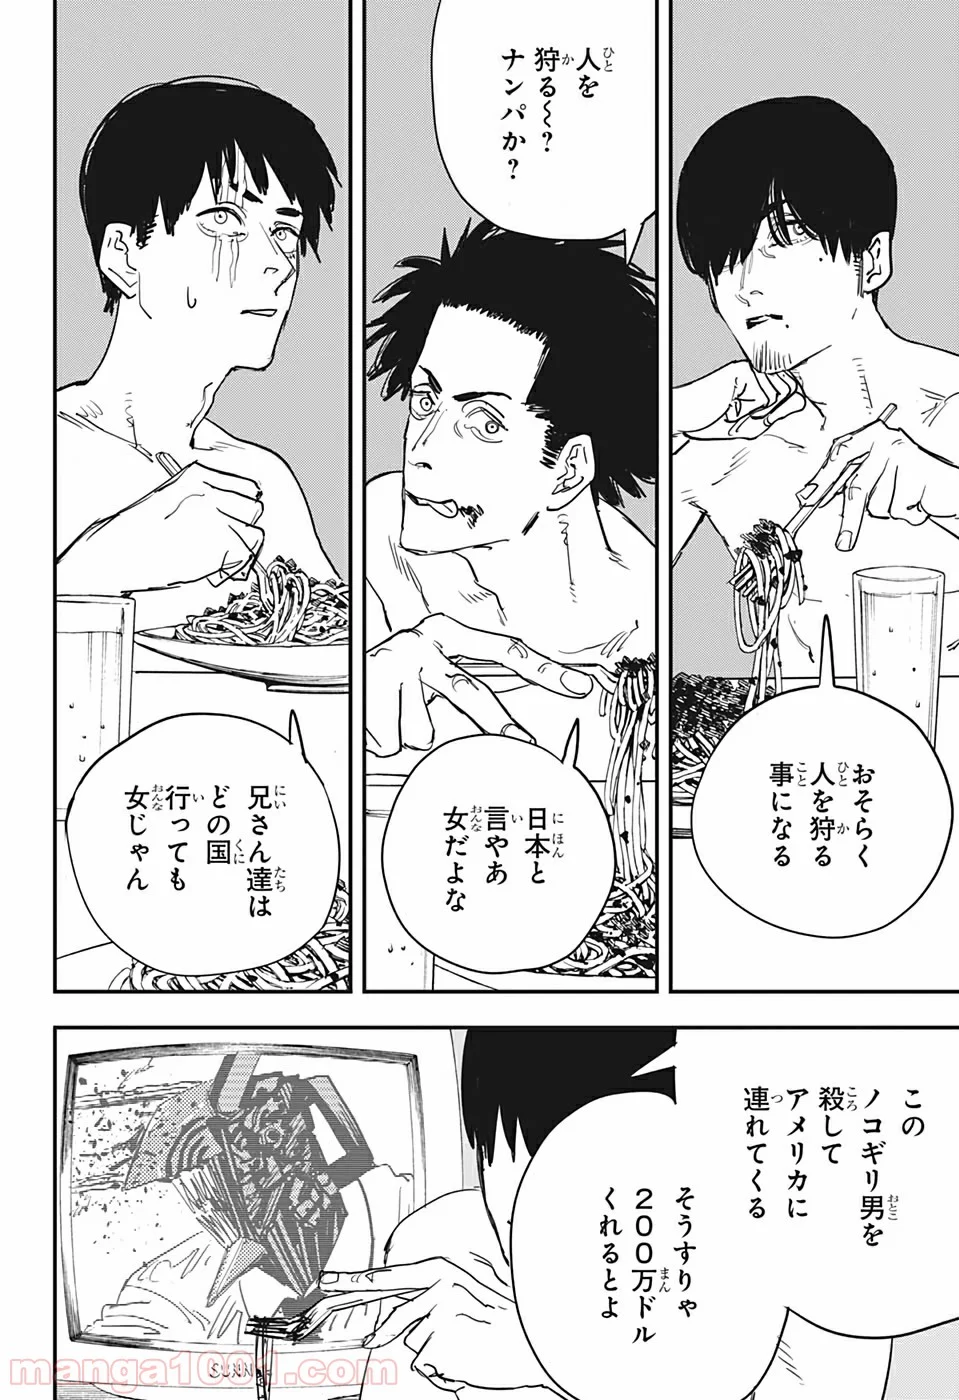 おそらく
人を狩る
事になる
人を
狩る～？
ナンパか？
日本と
言やあ
女だよな
兄さん達は
どの国
行っても
女じゃん
この
ノコギリ男を
殺して
アメリカに
連れてくる
そうすりゃ
２００万ドル
くれるとよ
SUNN
manga1001.com